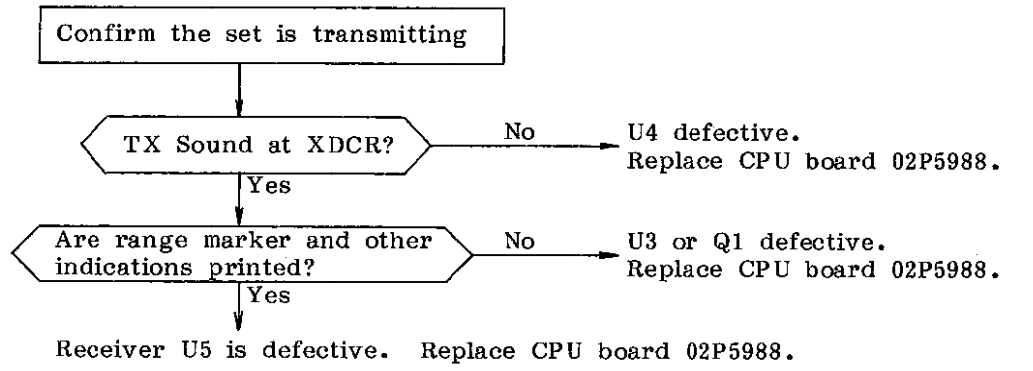 Confirm the set is transmitting
TX Sound at XDCR?
No
U4 defective.
Replace CPU board 02P5988.
Yes
Are range marker and other
indications printed?
No
U3 or Q1 defective.
Replace CPU board 02P5988.
Yes
Receiver U5 is defective. Replace CPU board 02P5988.